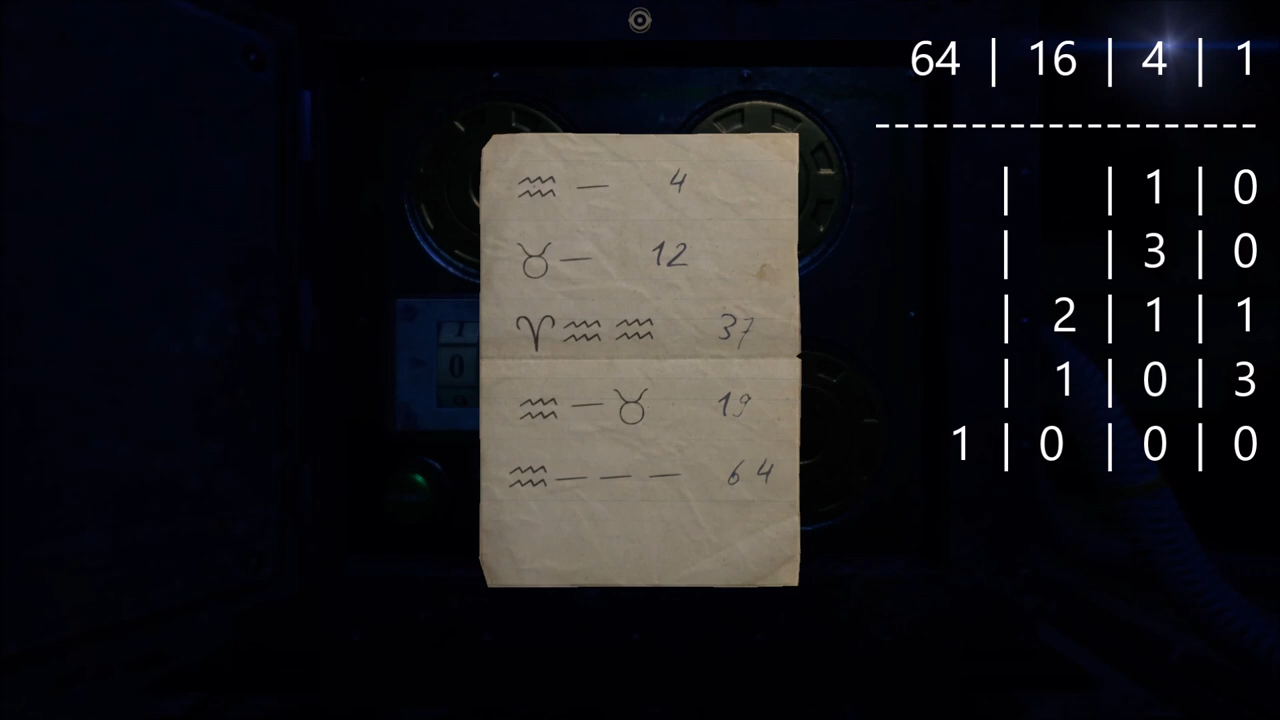 64 | 16 | 4 | 1
--------------------
| | 1 | 0
| | 3 | 0
| 2 | 1 | 1
| 1 | 0 | 3
1 | 0 | 0 | 0
♒ — 4
♉ — 12
♈ ♒ ♒ 37
♒ — ♉ 19
♒ — — — 64
0